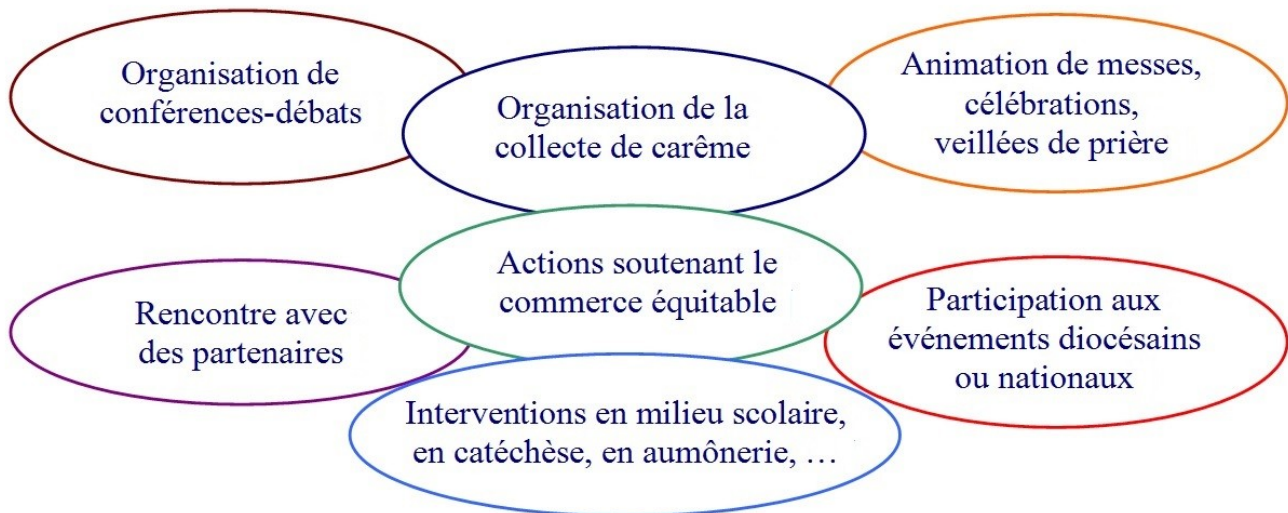 Organisation de
conférences-débats
Organisation de la
collecte de carême
Animation de messes,
célébrations,
veillées de prière
Rencontre avec
des partenaires
Actions soutenant le
commerce équitable
Participation aux
événements diocésains
ou nationaux
Interventions en milieu scolaire,
en catéchèse, en aumônerie, …